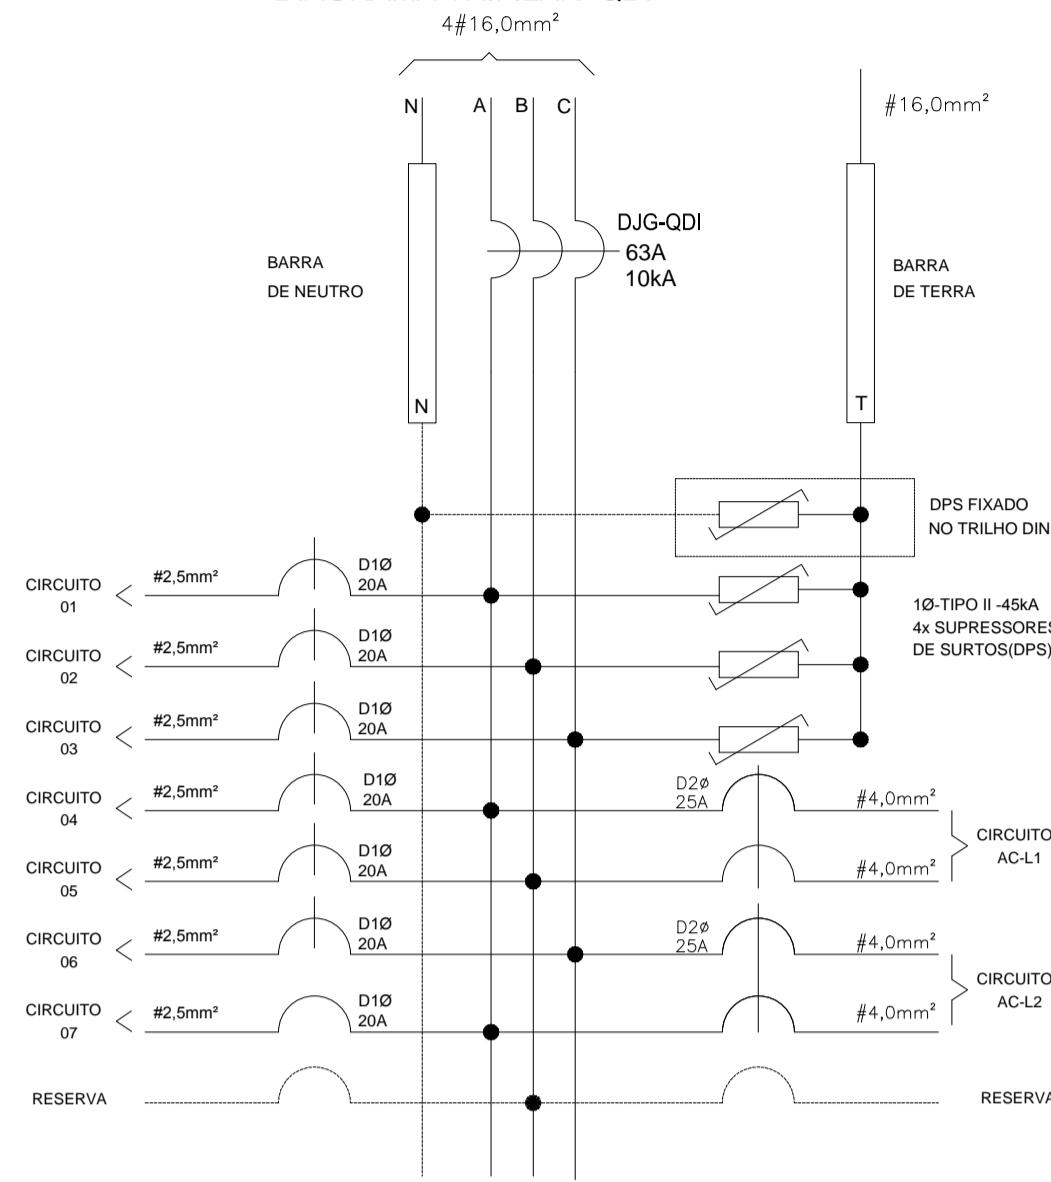 4#16,0mm²
N
A
B
C
#16,0mm²
DJG-QDI
63A
10kA
BARRA
DE NEUTRO
BARRA
DE TERRA
N
T
DPS FIXADO
NO TRILHO DIN
CIRCUITO
01
#2,5mm²
D1Ø
20A
1Ø-TIPO II -45kA
4x SUPRESSORES
DE SURTOS(DPS)
CIRCUITO
02
#2,5mm²
D1Ø
20A
CIRCUITO
03
#2,5mm²
D1Ø
20A
CIRCUITO
04
#2,5mm²
D1Ø
20A
D2ø
25A
#4,0mm²
CIRCUITO
AC-L1
CIRCUITO
05
#2,5mm²
D1Ø
20A
#4,0mm²
CIRCUITO
06
#2,5mm²
D1Ø
20A
D2ø
25A
#4,0mm²
CIRCUITO
AC-L2
CIRCUITO
07
#2,5mm²
D1Ø
20A
#4,0mm²
RESERVA
RESERVA